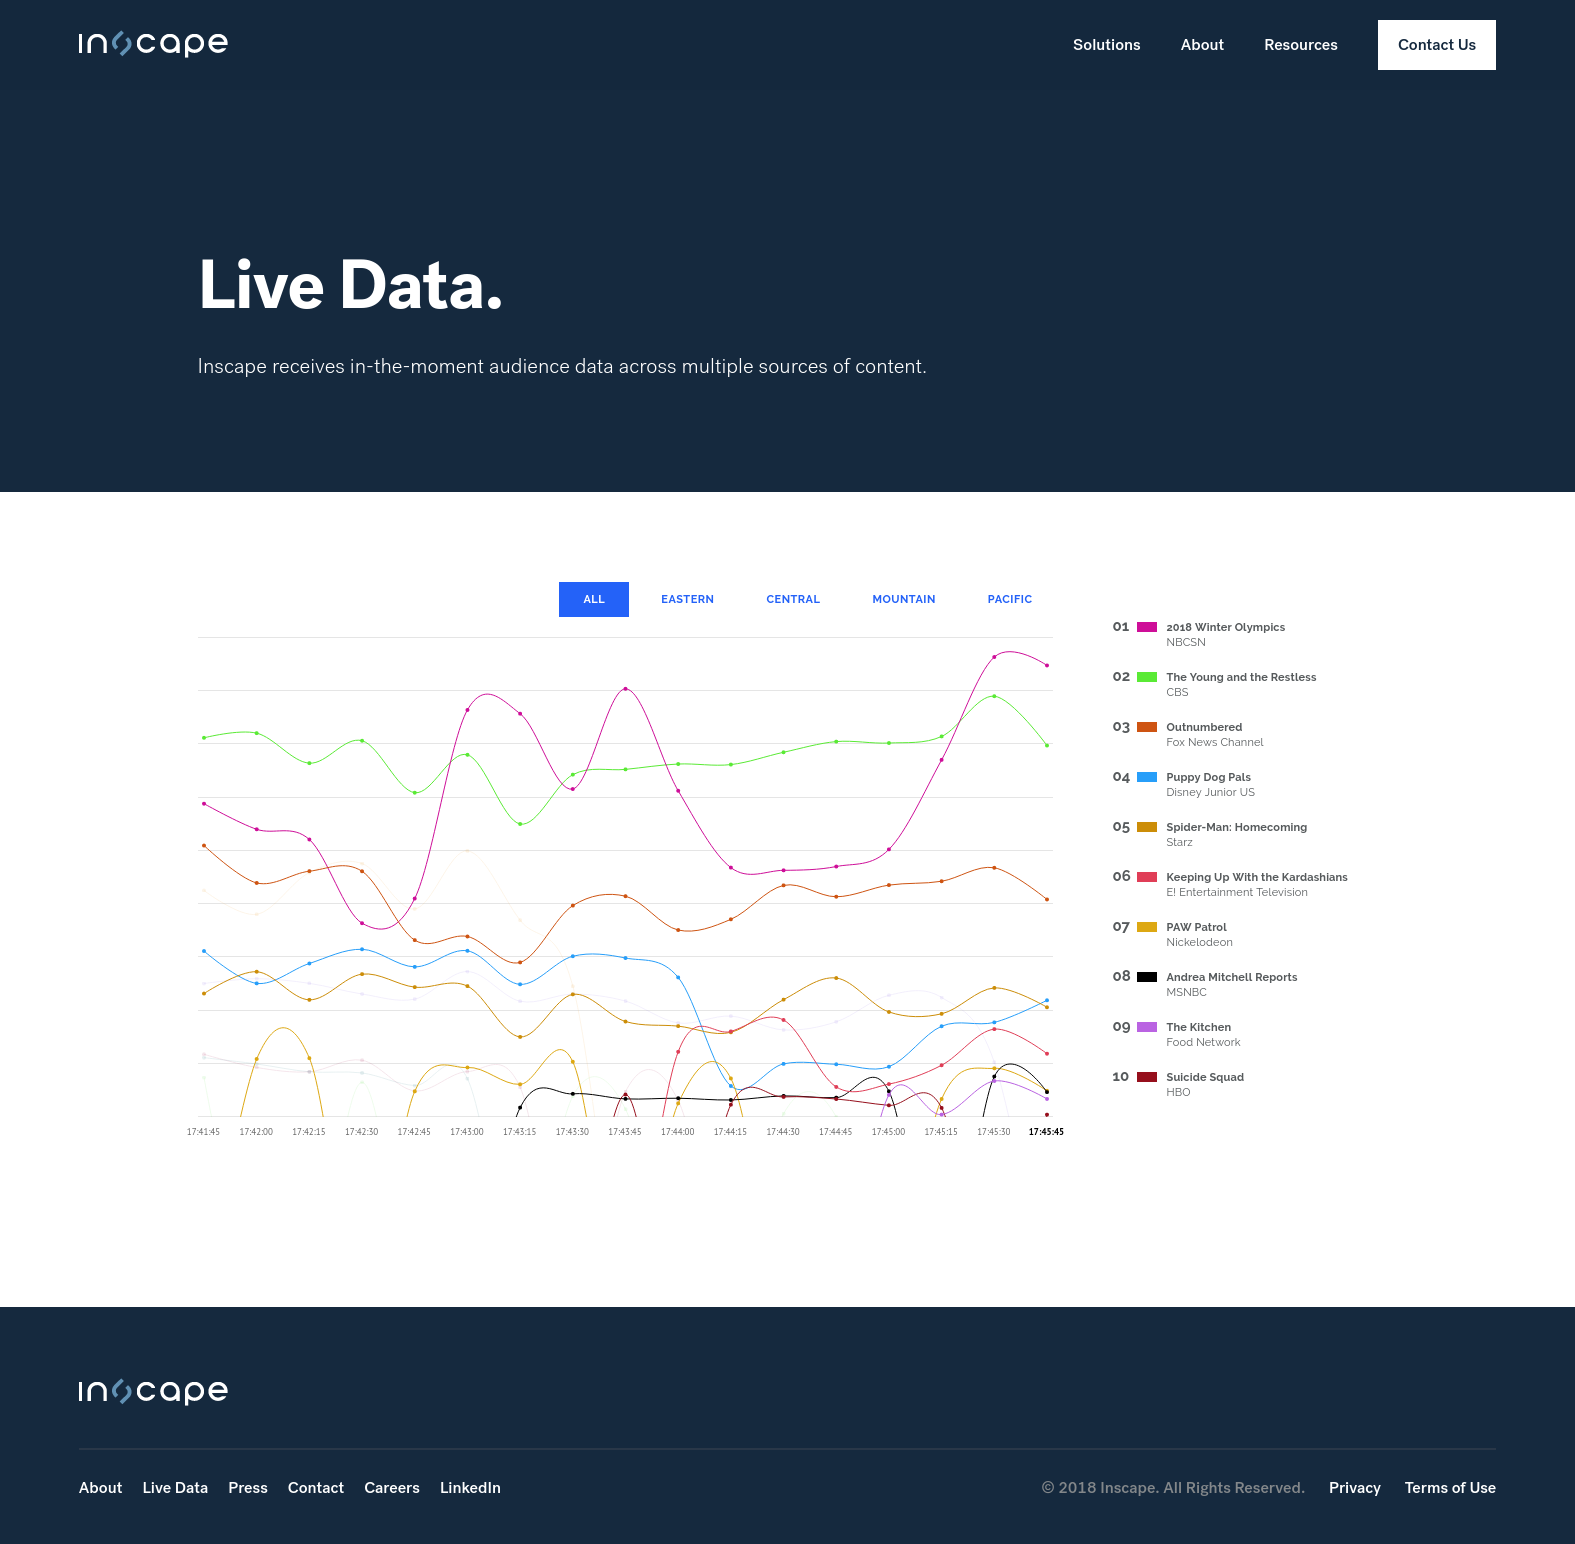 inscape
Solutions About Resources Contact Us
Live Data.
Inscape receives in-the-moment audience data across multiple sources of content.
ALL EASTERN CENTRAL MOUNTAIN PACIFIC
01 2018 Winter Olympics
NBCSN
02 The Young and the Restless
CBS
03 Outnumbered
Fox News Channel
04 Puppy Dog Pals
Disney Junior US
05 Spider-Man: Homecoming
Starz
06 Keeping Up With the Kardashians
E! Entertainment Television
07 PAW Patrol
Nickelodeon
08 Andrea Mitchell Reports
MSNBC
09 The Kitchen
Food Network
10 Suicide Squad
HBO
17:41:45 17:42:00 17:42:15 17:42:30 17:42:45 17:43:00 17:43:15 17:43:30 17:43:45 17:44:00 17:44:15 17:44:30 17:44:45 17:45:00 17:45:15 17:45:30 17:45:45
inscape
About Live Data Press Contact Careers LinkedIn
© 2018 Inscape. All Rights Reserved. Privacy Terms of Use